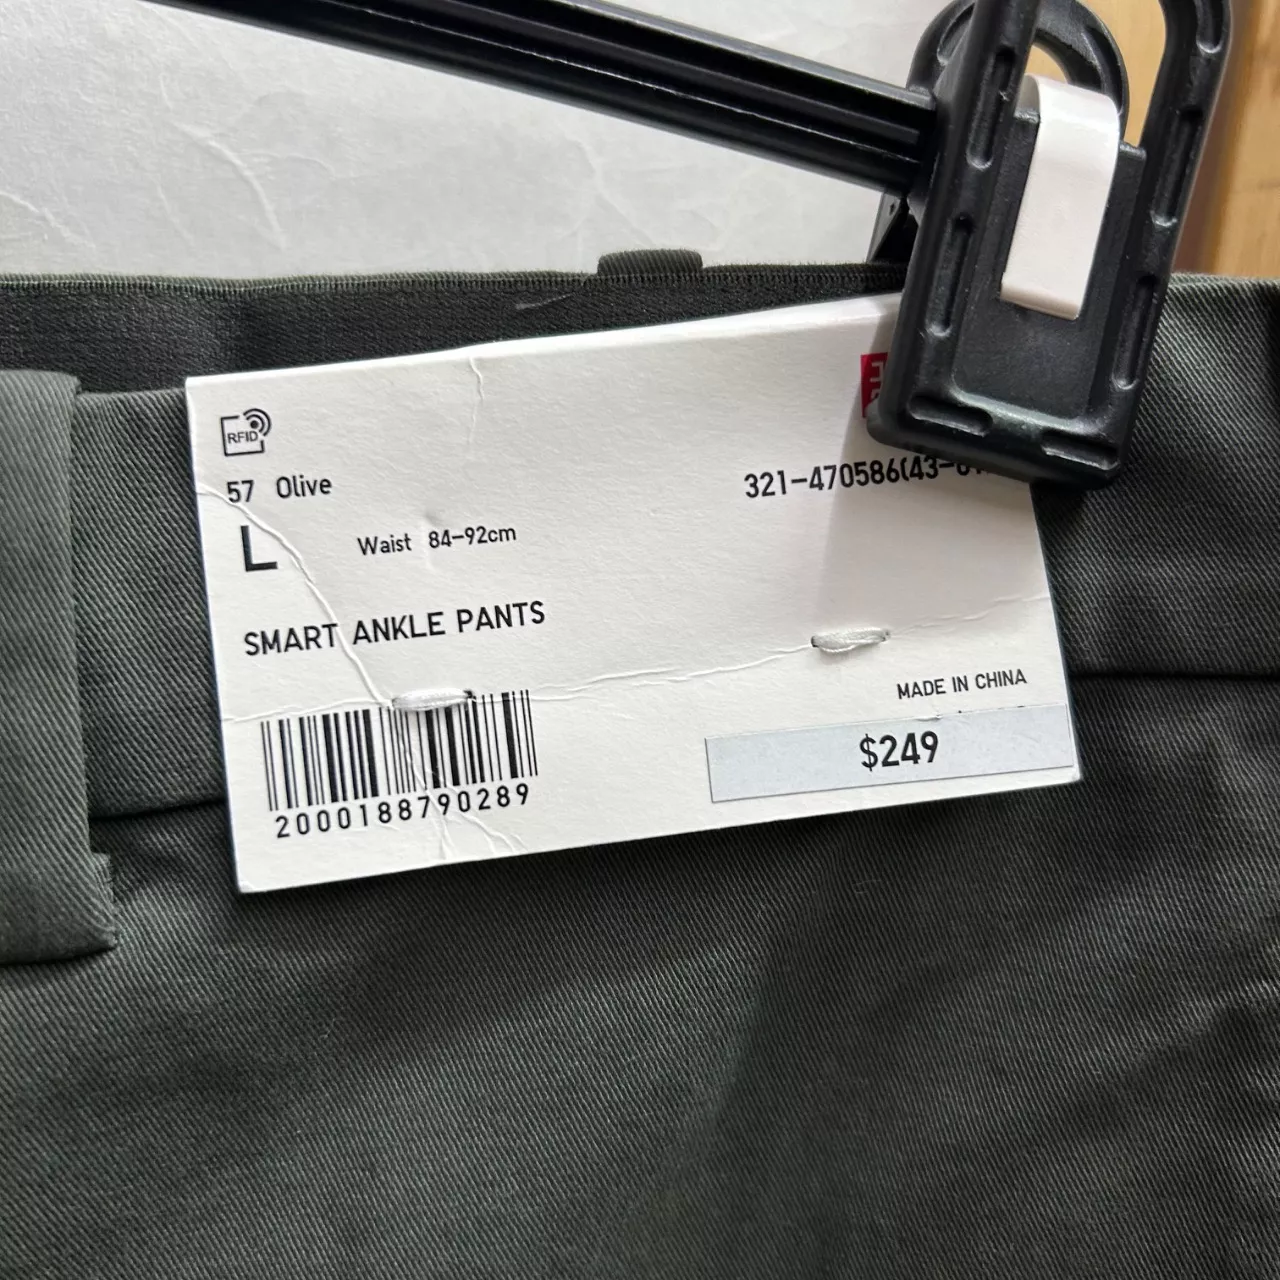 RFID
57 Olive
321-470586(43-
L Waist 84-92cm
SMART ANKLE PANTS
MADE IN CHINA
$249
2000188790289